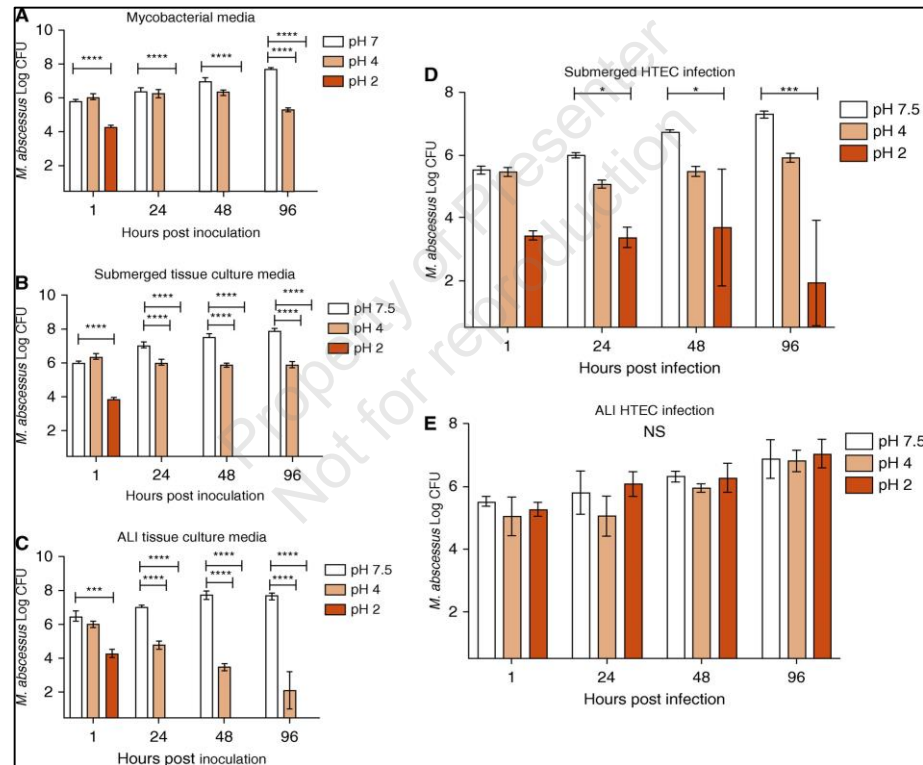 A
Mycobacterial media
M. abscessus Log CFU
10
8
6
4
2
****
****
****
****
****
pH 7
pH 4
pH 2
1 24 48 96
Hours post inoculation
B
Submerged tissue culture media
M. abscessus Log CFU
10
8
6
4
2
****
****
****
****
****
****
****
pH 7.5
pH 4
pH 2
1 24 48 96
Hours post inoculation
C
ALI tissue culture media
M. abscessus Log CFU
10
8
6
4
2
***
****
****
****
****
****
****
pH 7.5
pH 4
pH 2
1 24 48 96
Hours post inoculation
D
Submerged HTEC infection
M. abscessus Log CFU
8
6
4
2
*
*
***
pH 7.5
pH 4
pH 2
1 24 48 96
Hours post infection
E
ALI HTEC infection
NS
M. abscessus Log CFU
8
6
4
2
pH 7.5
pH 4
pH 2
1 24 48 96
Hours post infection
Property of Presenter
Not for reproduction